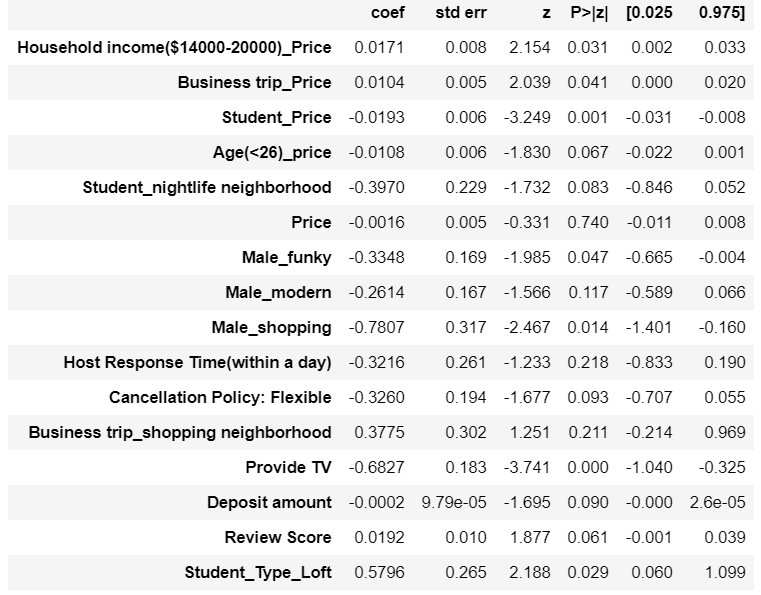 coef std err z P>|z| [0.025 0.975]
Household income($14000-20000)_Price 0.0171 0.008 2.154 0.031 0.002 0.033
Business trip_Price 0.0104 0.005 2.039 0.041 0.000 0.020
Student_Price -0.0193 0.006 -3.249 0.001 -0.031 -0.008
Age(<26)_price -0.0108 0.006 -1.830 0.067 -0.022 0.001
Student_nightlife neighborhood -0.3970 0.229 -1.732 0.083 -0.846 0.052
Price -0.0016 0.005 -0.331 0.740 -0.011 0.008
Male_funky -0.3348 0.169 -1.985 0.047 -0.665 -0.004
Male_modern -0.2614 0.167 -1.566 0.117 -0.589 0.066
Male_shopping -0.7807 0.317 -2.467 0.014 -1.401 -0.160
Host Response Time(within a day) -0.3216 0.261 -1.233 0.218 -0.833 0.190
Cancellation Policy: Flexible -0.3260 0.194 -1.677 0.093 -0.707 0.055
Business trip_shopping neighborhood 0.3775 0.302 1.251 0.211 -0.214 0.969
Provide TV -0.6827 0.183 -3.741 0.000 -1.040 -0.325
Deposit amount -0.0002 9.79e-05 -1.695 0.090 -0.000 2.6e-05
Review Score 0.0192 0.010 1.877 0.061 -0.001 0.039
Student_Type_Loft 0.5796 0.265 2.188 0.029 0.060 1.099